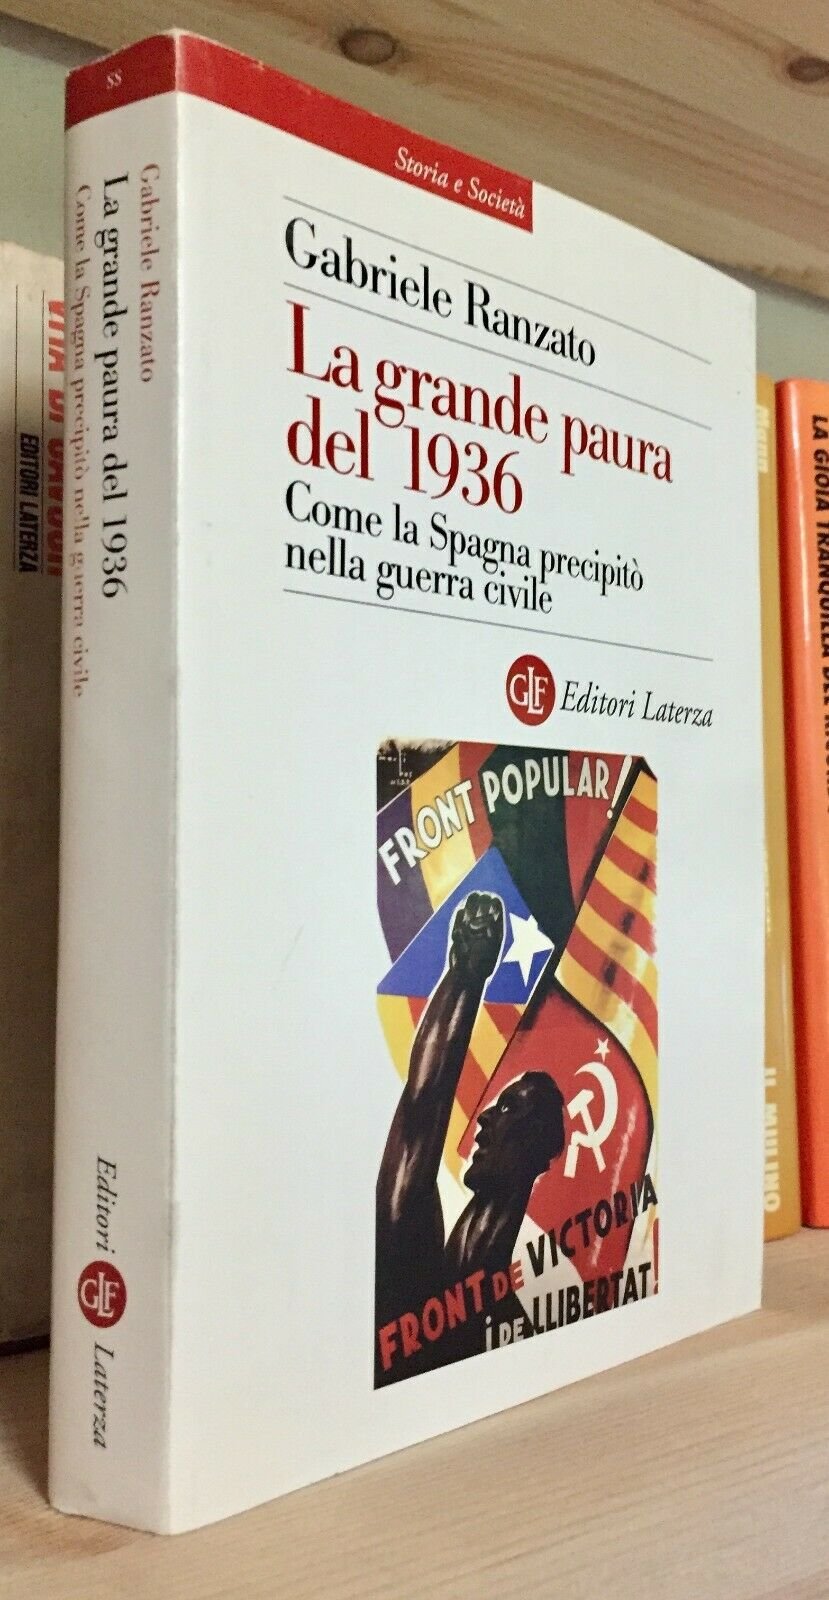 Storia e Società
Gabriele Ranzato
La grande paura
del 1936
Come la Spagna precipitò
nella guerra civile
GLF Editori Laterza
FRONT POPULAR!
FRONT DE VICTORIA
i DE LLIBERTAT!
SS
Gabriele Ranzato
La grande paura del 1936
Come la Spagna precipitò nella guerra civile
Editori GLF Laterza
EDITORI LATERZA
IL MULINO
LA GIOIA TRANQUILLA DEL